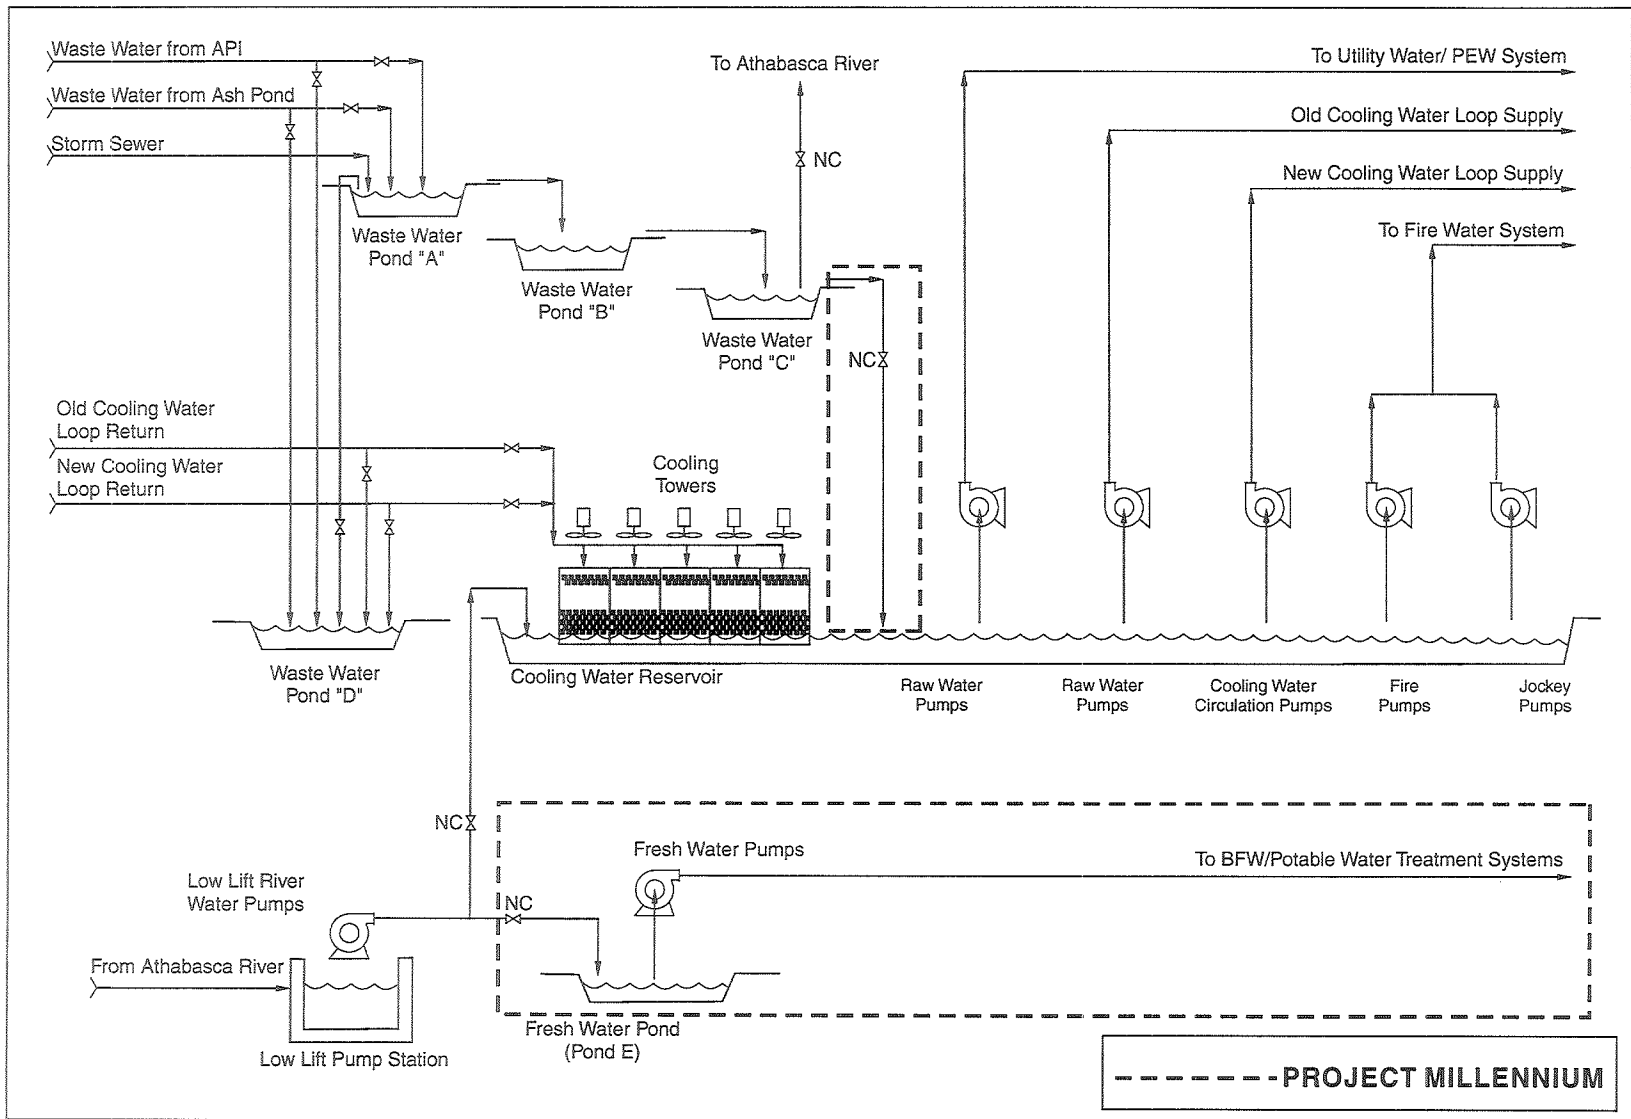 Waste Water from API
Waste Water from Ash Pond
Storm Sewer
To Athabasca River
NC
To Utility Water/ PEW System
Old Cooling Water Loop Supply
New Cooling Water Loop Supply
To Fire Water System
Waste Water
Pond "A"
Waste Water
Pond "B"
Waste Water
Pond "C"
NC
Old Cooling Water
Loop Return
New Cooling Water
Loop Return
Cooling
Towers
Waste Water
Pond "D"
Cooling Water Reservoir
Raw Water
Pumps
Raw Water
Pumps
Cooling Water
Circulation Pumps
Fire
Pumps
Jockey
Pumps
NC
Fresh Water Pumps
To BFW/Potable Water Treatment Systems
Low Lift River
Water Pumps
NC
From Athabasca River
Fresh Water Pond
(Pond E)
Low Lift Pump Station
PROJECT MILLENNIUM